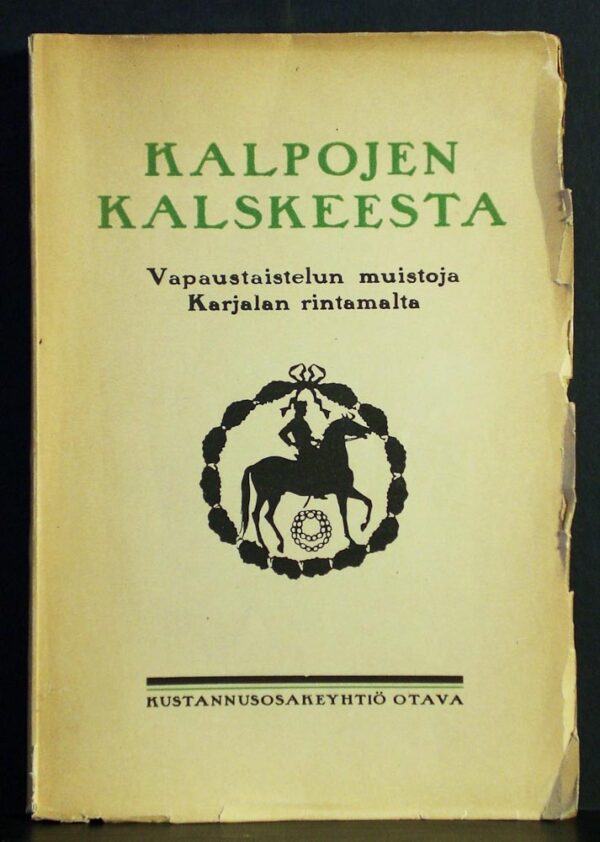 KALPOJEN
KALSKEESTA
Vapaustaistelun muistoja
Karjalan rintamalta
KUSTANNUSOSAKEYHTIÖ OTAVA